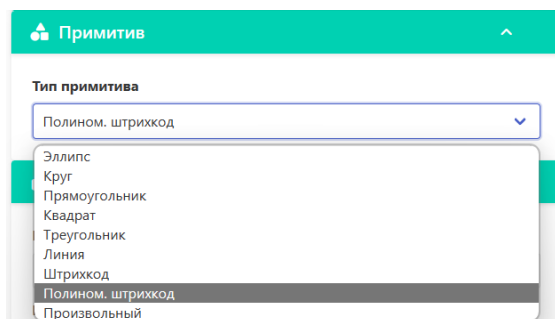 Примитив
Тип примитива
Полином. штрихкод
Эллипс
Круг
Прямоугольник
Квадрат
Треугольник
Линия
Штрихкод
Полином. штрихкод
Произвольный